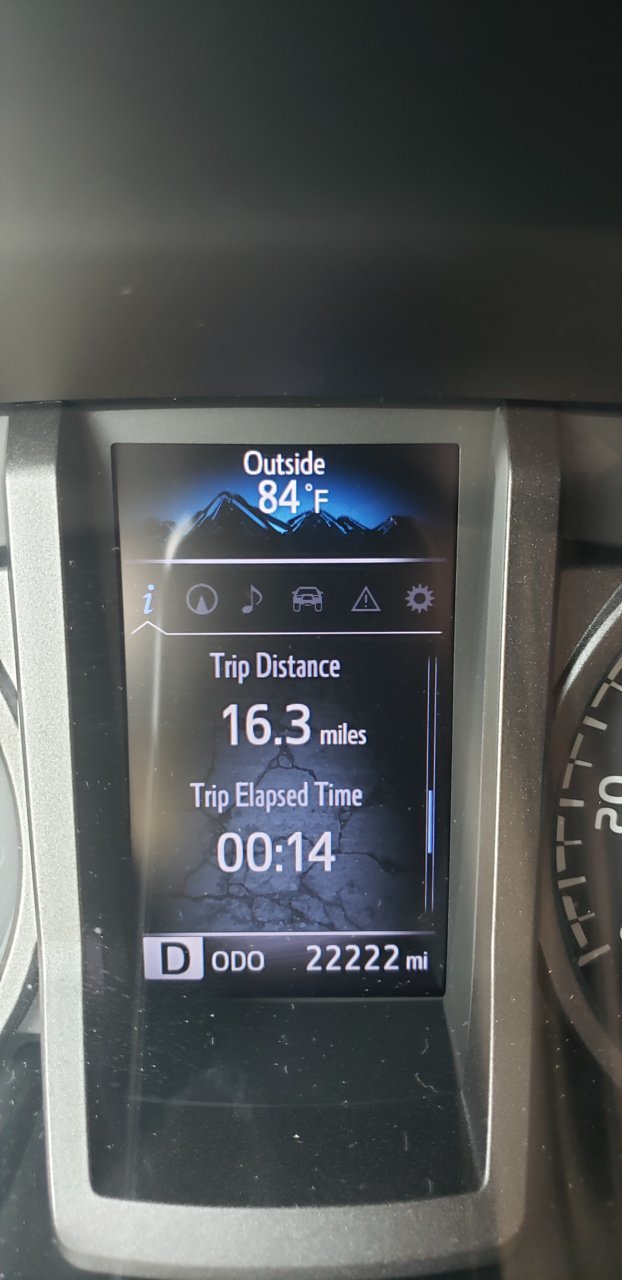 Outside
84°F
i
Trip Distance
16.3 miles
Trip Elapsed Time
00:14
D ODO 22222 mi
20